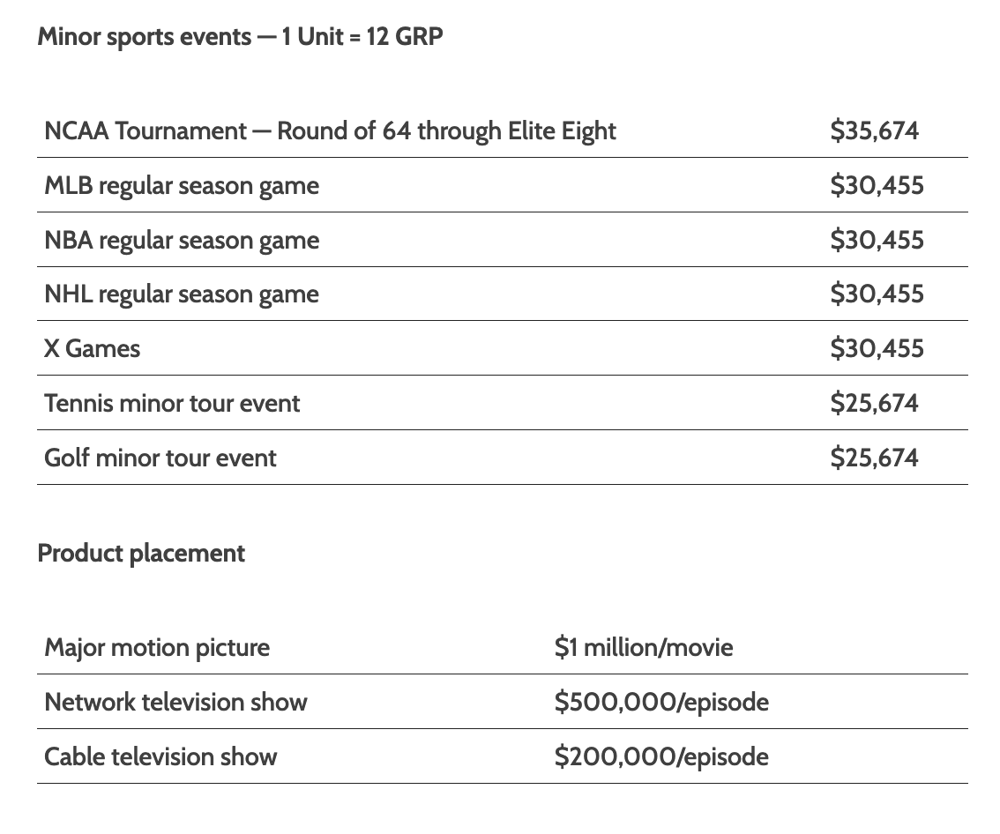 Minor sports events — 1 Unit = 12 GRP
NCAA Tournament — Round of 64 through Elite Eight $35,674
MLB regular season game $30,455
NBA regular season game $30,455
NHL regular season game $30,455
X Games $30,455
Tennis minor tour event $25,674
Golf minor tour event $25,674
Product placement
Major motion picture $1 million/movie
Network television show $500,000/episode
Cable television show $200,000/episode